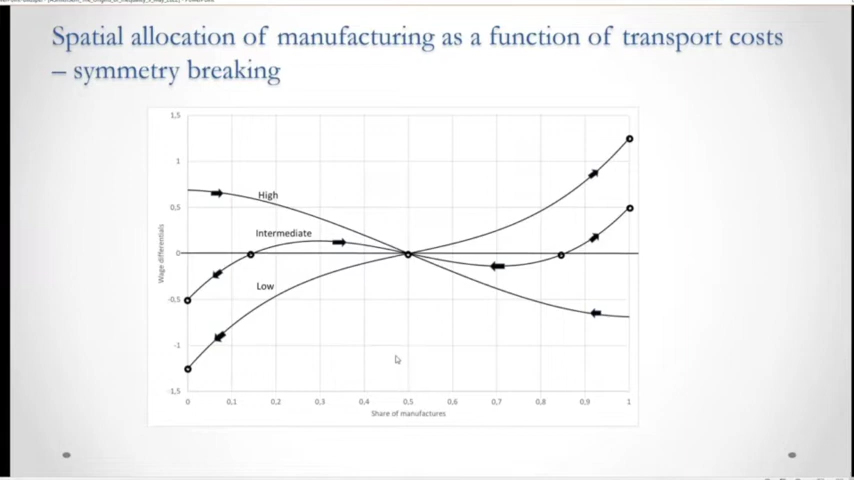 Spatial allocation of manufacturing as a function of transport costs
– symmetry breaking
1,5
1
0,5
0
-0,5
-1
-1,5
Wage differentials
High
Intermediate
Low
0 0,1 0,2 0,3 0,4 0,5 0,6 0,7 0,8 0,9 1
Share of manufactures